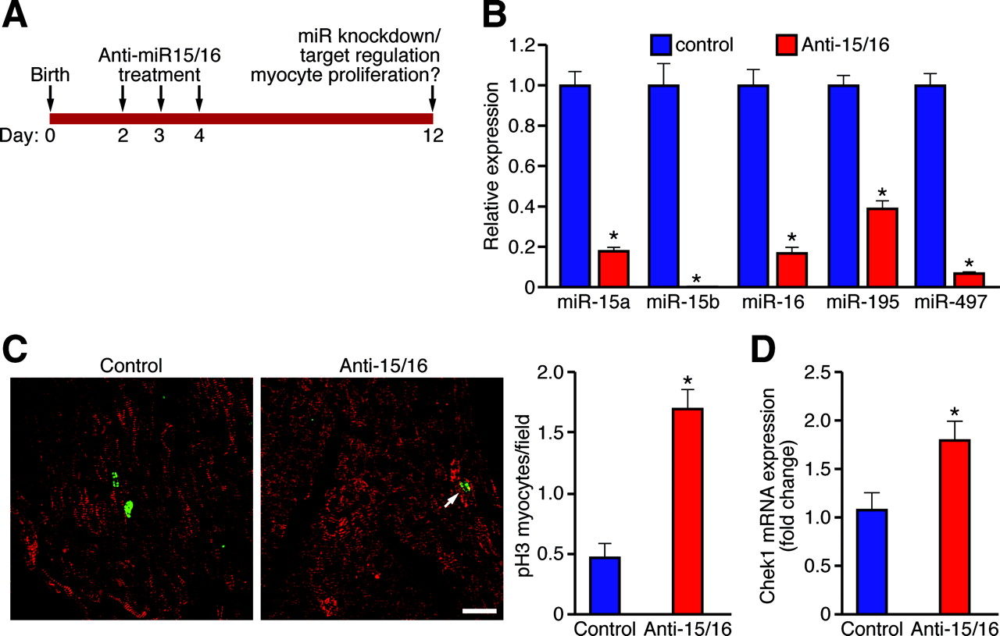 A
Birth
Anti-miR15/16
treatment
miR knockdown/
target regulation
myocyte proliferation?
Day: 0 2 3 4 12
B
control Anti-15/16
Relative expression
1.2
1.0
0.8
0.6
0.4
0.2
0
* * * * *
miR-15a miR-15b miR-16 miR-195 miR-497
C
Control Anti-15/16
pH3 myocytes/field
2.0
1.5
1.0
0.5
0
*
Control Anti-15/16
D
Chek1 mRNA expression
(fold change)
2.5
2.0
1.5
1.0
0.5
0
*
Control Anti-15/16